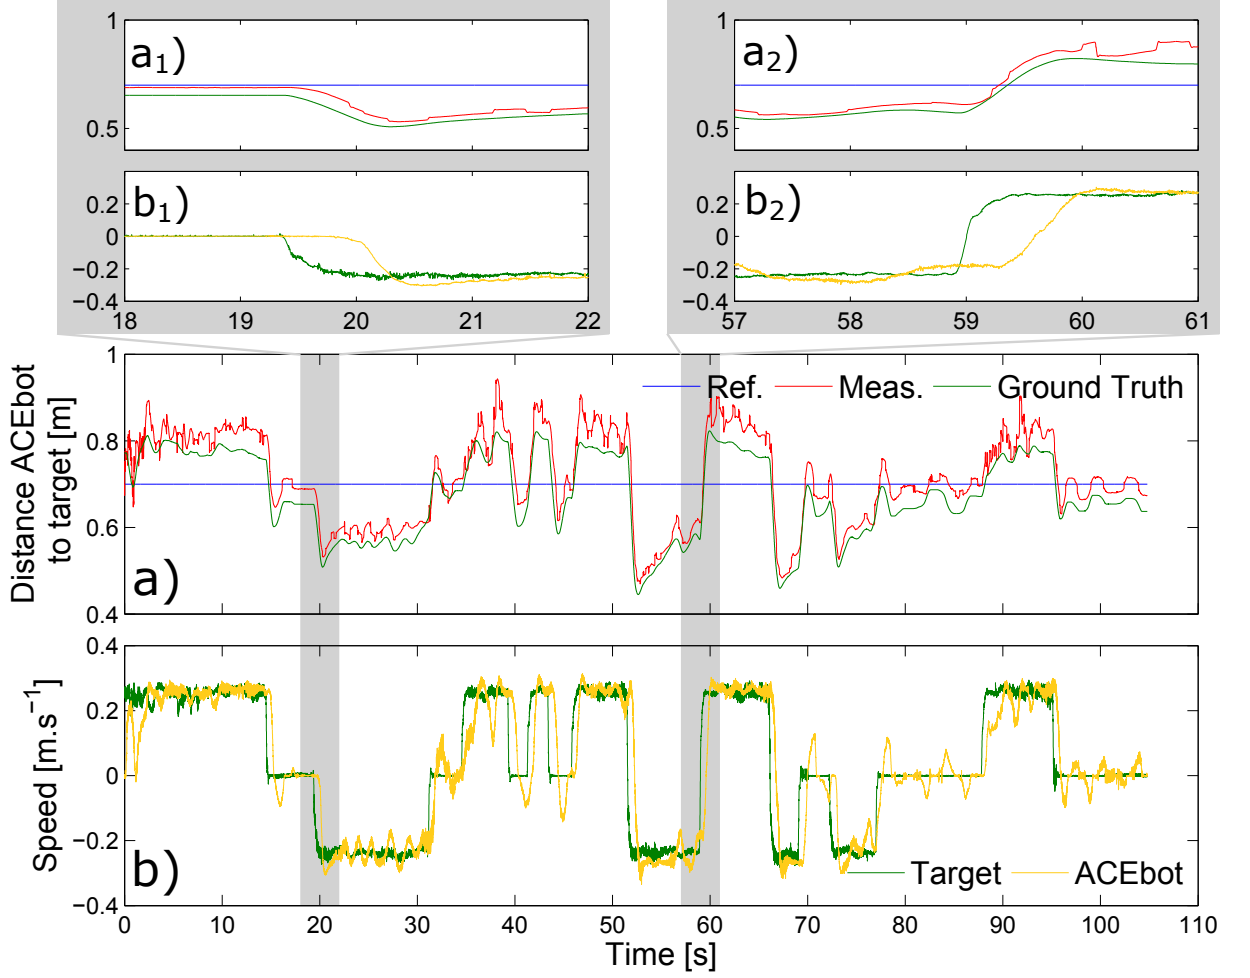 1
0.5
a₁)
1
0.5
a₂)
0.2
0
−0.2
−0.4
b₁)
18 19 20 21 22
0.2
0
−0.2
−0.4
b₂)
57 58 59 60 61
Distance ACEbot
to target [m]
1
0.8
0.6
0.4
Ref. Meas. Ground Truth
a)
Speed [m.s⁻¹]
0.4
0.2
0
−0.2
−0.4
b)
Target ACEbot
0 10 20 30 40 50 60 70 80 90 100 110
Time [s]